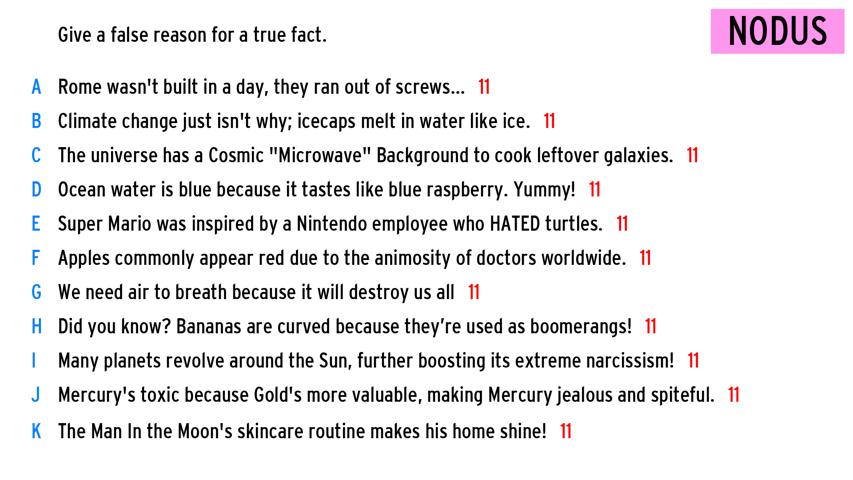 Give a false reason for a true fact.
NODUS
A Rome wasn't built in a day, they ran out of screws... 11
B Climate change just isn't why; icecaps melt in water like ice. 11
C The universe has a Cosmic "Microwave" Background to cook leftover galaxies. 11
D Ocean water is blue because it tastes like blue raspberry. Yummy! 11
E Super Mario was inspired by a Nintendo employee who HATED turtles. 11
F Apples commonly appear red due to the animosity of doctors worldwide. 11
G We need air to breath because it will destroy us all 11
H Did you know? Bananas are curved because they’re used as boomerangs! 11
I Many planets revolve around the Sun, further boosting its extreme narcissism! 11
J Mercury's toxic because Gold's more valuable, making Mercury jealous and spiteful. 11
K The Man In the Moon's skincare routine makes his home shine! 11